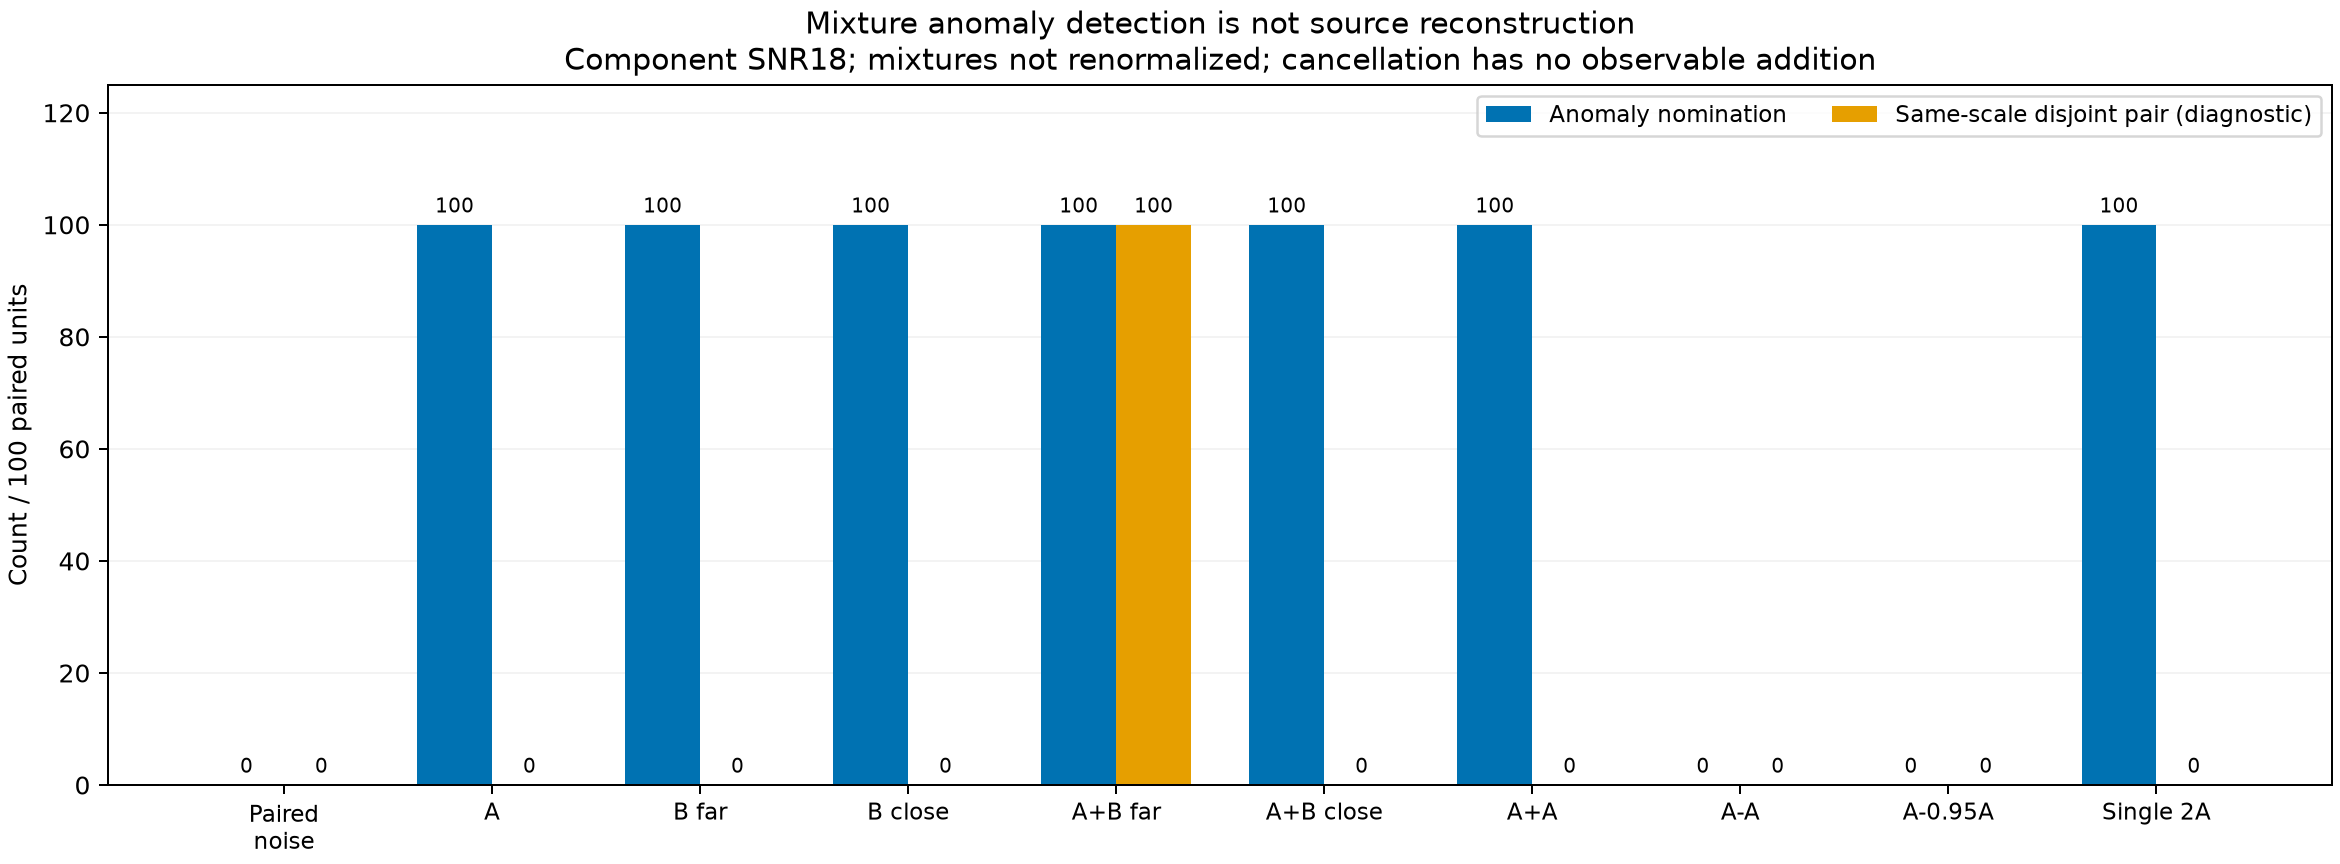 Mixture anomaly detection is not source reconstruction
Component SNR18; mixtures not renormalized; cancellation has no observable addition
Count / 100 paired units
120
100
80
60
40
20
0
Anomaly nomination
Same-scale disjoint pair (diagnostic)
0 0 100 0 100 0 100 0 100 100 100 0 100 0 0 0 0 0 100 0
Paired
noise
A
B far
B close
A+B far
A+B close
A+A
A-A
A-0.95A
Single 2A